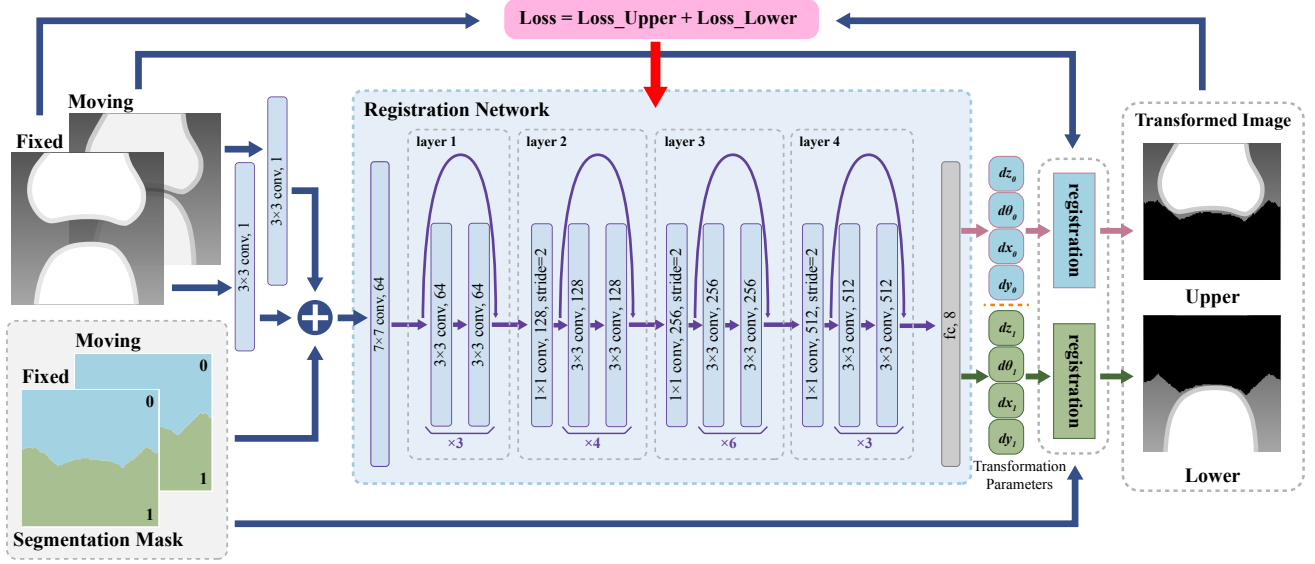 Loss = Loss_Upper + Loss_Lower
Moving
Fixed
3×3 conv, 1
3×3 conv, 1
Moving
Fixed
0
0
1
1
Segmentation Mask
Registration Network
7×7 conv, 64
layer 1
3×3 conv, 64
3×3 conv, 64
×3
layer 2
1×1 conv, 128, stride=2
3×3 conv, 128
3×3 conv, 128
×4
layer 3
1×1 conv, 256, stride=2
3×3 conv, 256
3×3 conv, 256
×6
layer 4
1×1 conv, 512, stride=2
3×3 conv, 512
3×3 conv, 512
×3
fc, 8
dz₀
dθ₀
dx₀
dy₀
dz₁
dθ₁
dx₁
dy₁
Transformation
Parameters
registration
registration
Transformed Image
Upper
Lower